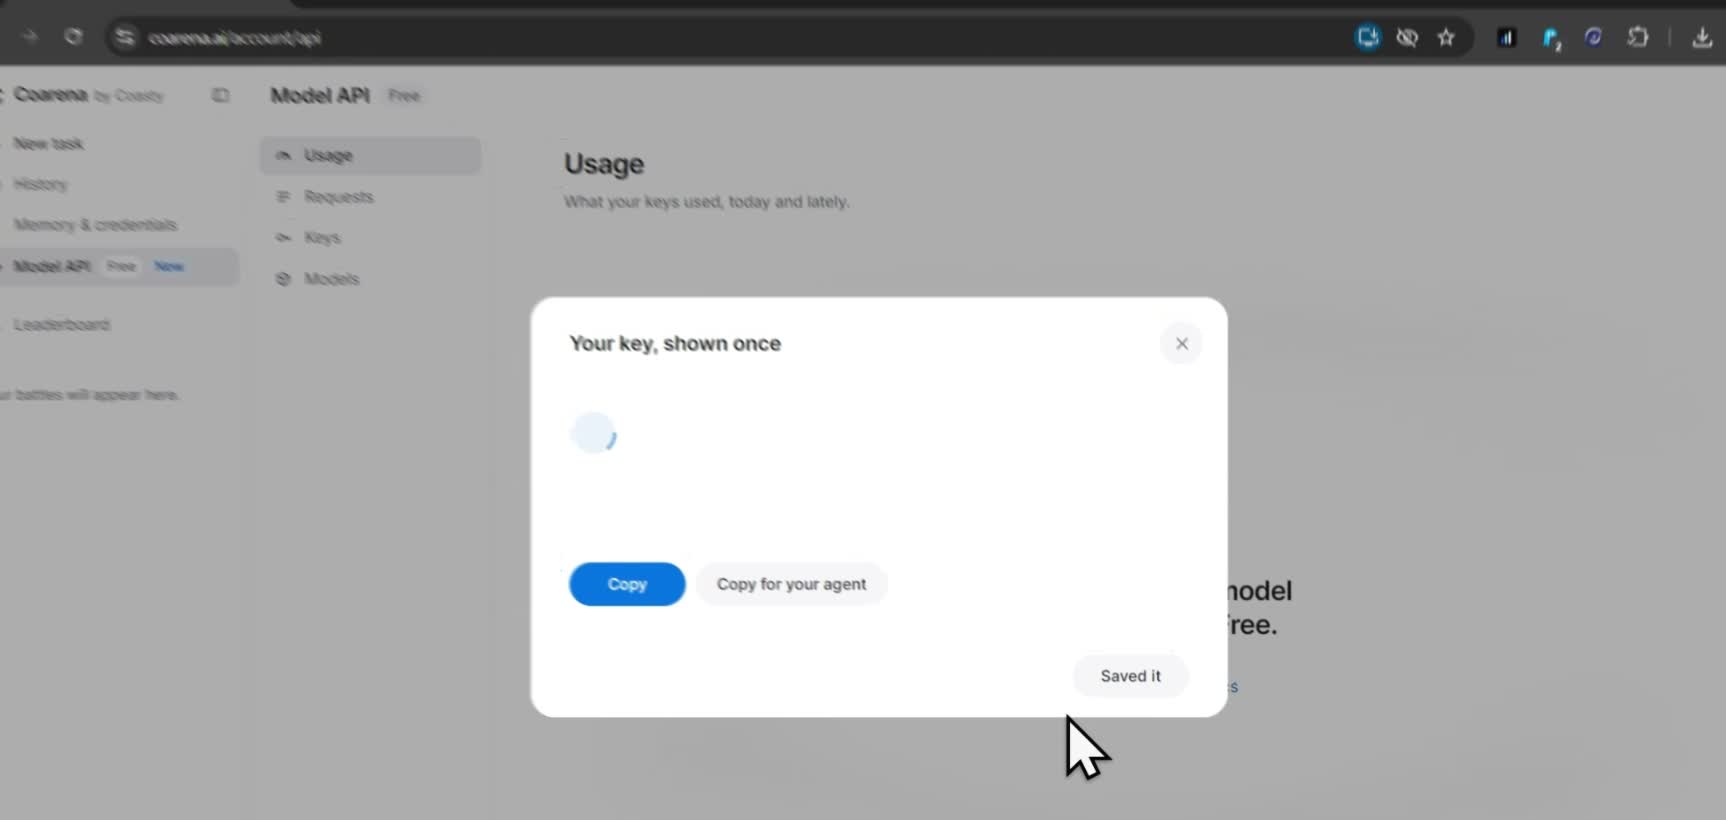 coarena.ai/account/api
Coarena by Coasty
Model API Free
New task
History
Memory & credentials
Model API Free New
Leaderboard
battles will appear here.
Usage
Requests
Keys
Models
Usage
What your keys used, today and lately.
Your key, shown once
Copy
Copy for your agent
Saved it
odel
ree.
s